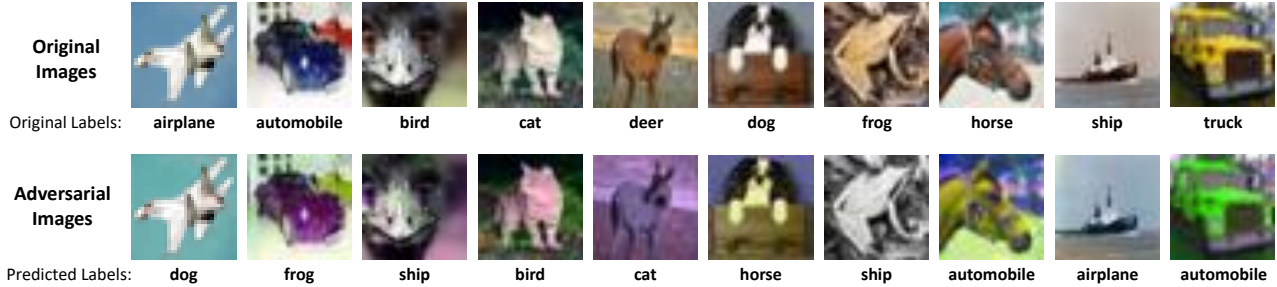 Original
Images
Original Labels: airplane automobile bird cat deer dog frog horse ship truck
Adversarial
Images
Predicted Labels: dog frog ship bird cat horse ship automobile airplane automobile